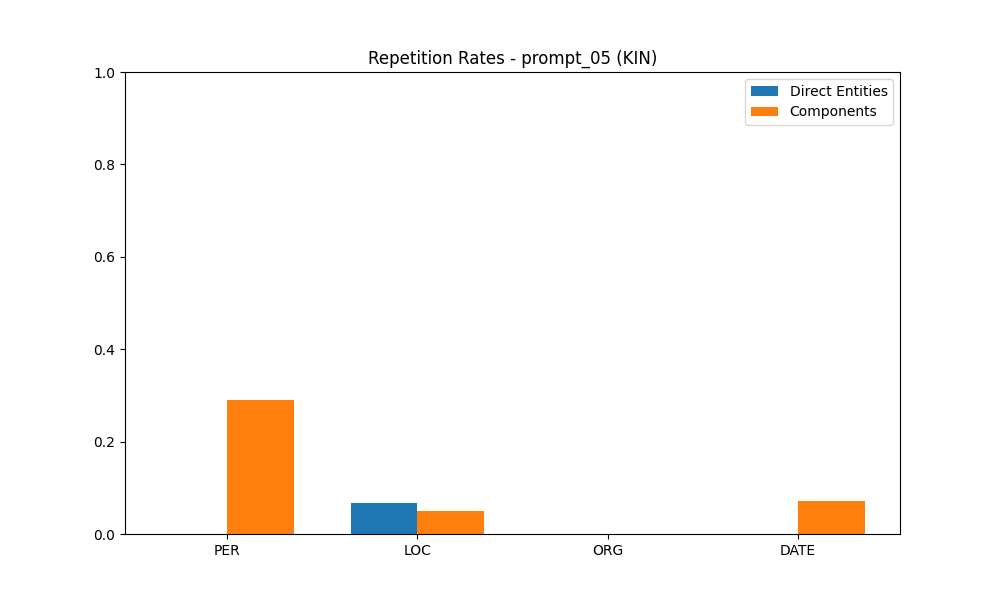 Repetition Rates - prompt_05 (KIN)
Direct Entities
Components
1.0
0.8
0.6
0.4
0.2
0.0
PER LOC ORG DATE